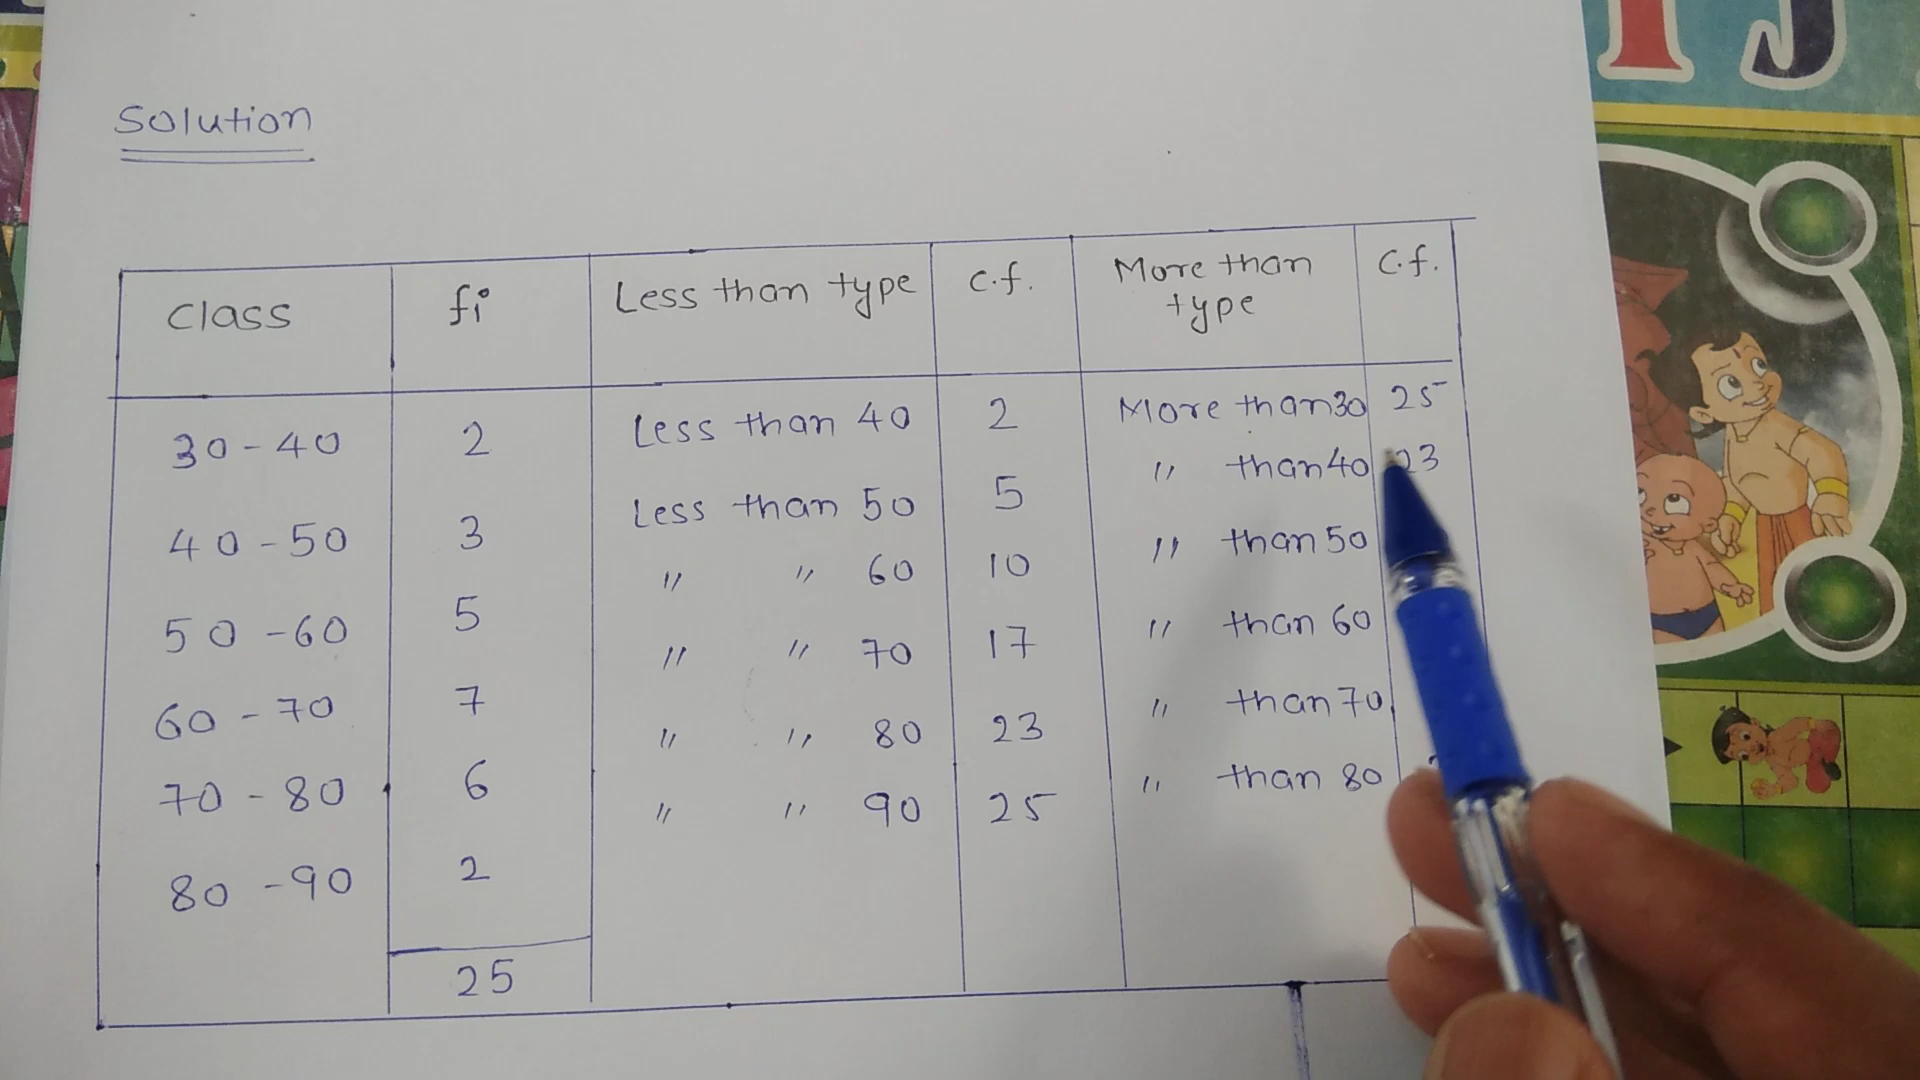 IJ
Solution
Class fi Less than type c.f. More than type c.f.
30-40 2 Less than 40 2 More than 30 25
40-50 3 Less than 50 5 " than 40 23
50-60 5 " " 60 10 " than 50
60-70 7 " " 70 17 " than 60
70-80 6 " " 80 23 " than 70
80-90 2 " " 90 25 " than 80
25